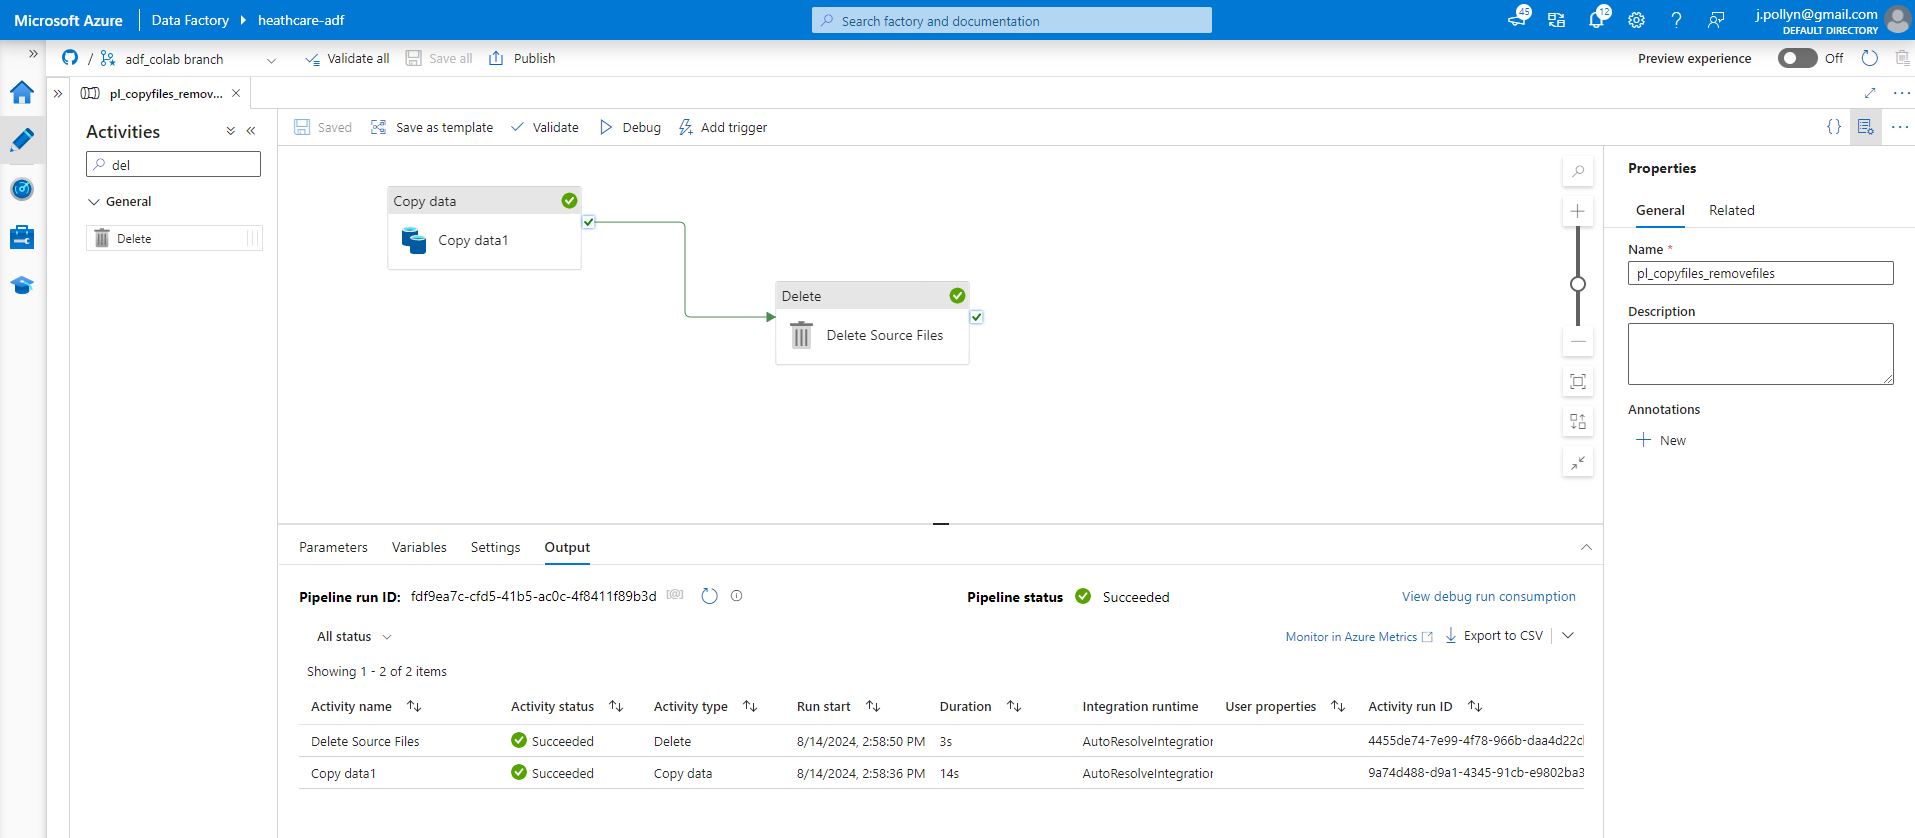 Microsoft Azure Data Factory heathcare-adf Search factory and documentation 45 12 j.pollyn@gmail.com
DEFAULT DIRECTORY
/ adf_colab branch Validate all Save all Publish Preview experience Off
pl_copyfiles_remov...
Activities
del
General
Delete
Saved Save as template Validate Debug Add trigger {}
Copy data
Copy data1
Delete
Delete Source Files
Properties
General Related
Name *
pl_copyfiles_removefiles
Description
Annotations
New
Parameters Variables Settings Output
Pipeline run ID: fdf9ea7c-cfd5-41b5-ac0c-4f8411f89b3d Pipeline status Succeeded View debug run consumption
All status Monitor in Azure Metrics Export to CSV
Showing 1 - 2 of 2 items
Activity name Activity status Activity type Run start Duration Integration runtime User properties Activity run ID
Delete Source Files Succeeded Delete 8/14/2024, 2:58:50 PM 3s AutoResolveIntegration 4455de74-7e99-4f78-966b-daa4d22c
Copy data1 Succeeded Copy data 8/14/2024, 2:58:36 PM 14s AutoResolveIntegration 9a74d488-d9a1-4345-91cb-e9802ba3